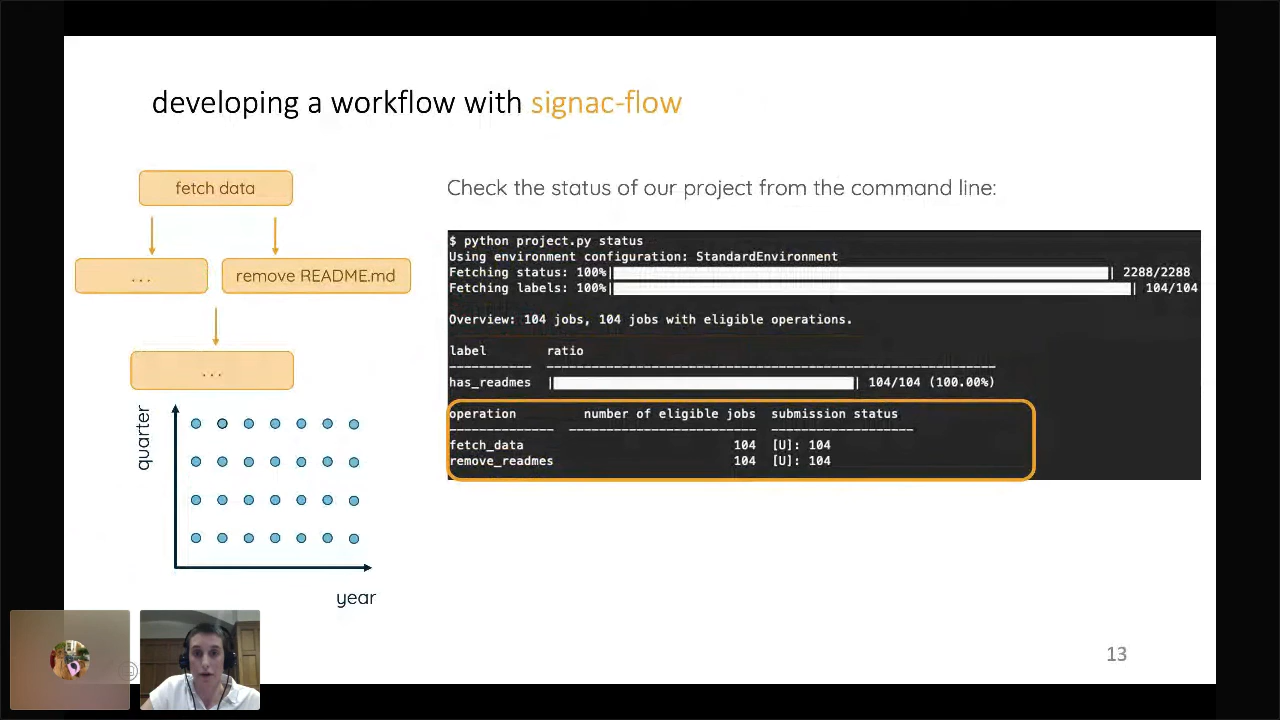 developing a workflow with signac-flow
fetch data
...
remove README.md
...
quarter
year
Check the status of our project from the command line:
$ python project.py status
Using environment configuration: StandardEnvironment
Fetching status: 100%| | 2288/2288
Fetching labels: 100%| | 104/104
Overview: 104 jobs, 104 jobs with eligible operations.
label ratio
----------- --------------------------------------------------------
has_readmes | | 104/104 (100.00%)
operation number of eligible jobs submission status
-------------- ------------------------- -------------------
fetch_data 104 [U]: 104
remove_readmes 104 [U]: 104
13